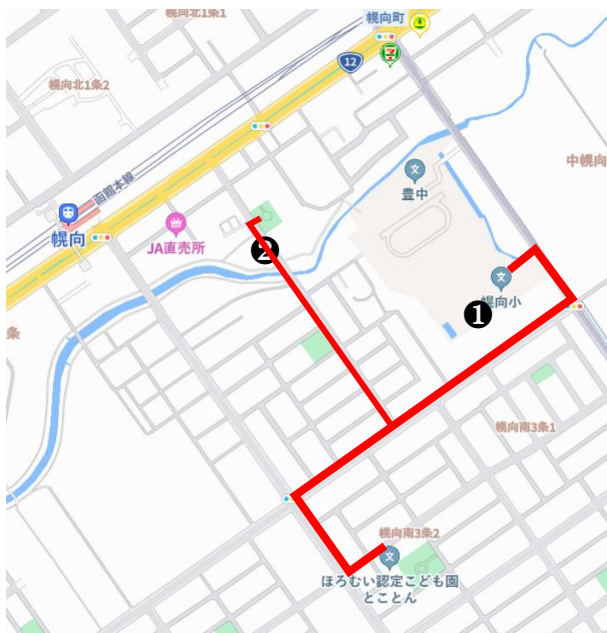 幌向北1条1
幌向町
12
幌向北1条2
函館本線
中幌向
豊中
幌向
JA直売所
❷
幌向小
❶
条
幌向南3条1
幌向南3条2
ほろむい認定こども園
とことん